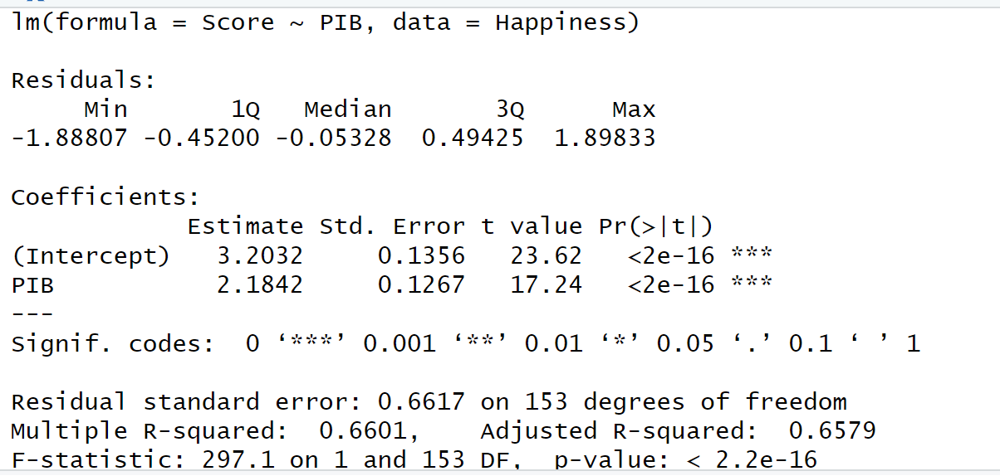 lm(formula = Score ~ PIB, data = Happiness)
Residuals:
Min 1Q Median 3Q Max
-1.88807 -0.45200 -0.05328 0.49425 1.89833
Coefficients:
Estimate Std. Error t value Pr(>|t|)
(Intercept) 3.2032 0.1356 23.62 <2e-16 ***
PIB 2.1842 0.1267 17.24 <2e-16 ***
---
Signif. codes: 0 ‘***’ 0.001 ‘**’ 0.01 ‘*’ 0.05 ‘.’ 0.1 ‘ ’ 1
Residual standard error: 0.6617 on 153 degrees of freedom
Multiple R-squared: 0.6601, Adjusted R-squared: 0.6579
F-statistic: 297.1 on 1 and 153 DF, p-value: < 2.2e-16